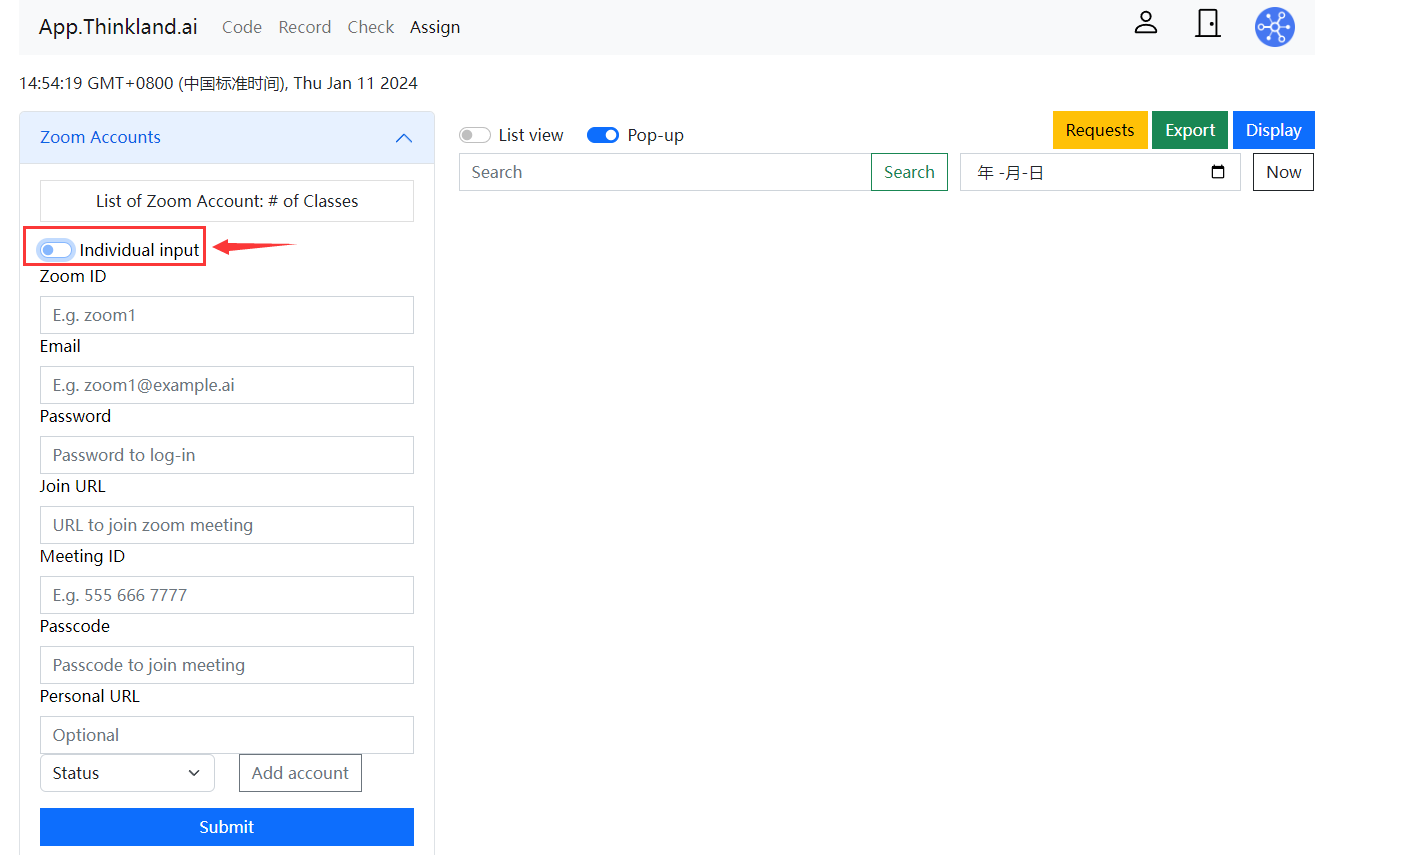 App.Thinkland.ai Code Record Check Assign
14:54:19 GMT+0800 (中国标准时间), Thu Jan 11 2024
Zoom Accounts
List of Zoom Account: # of Classes
Individual input
Zoom ID
E.g. zoom1
Email
E.g. zoom1@example.ai
Password
Password to log-in
Join URL
URL to join zoom meeting
Meeting ID
E.g. 555 666 7777
Passcode
Passcode to join meeting
Personal URL
Optional
Status Add account
Submit
List view Pop-up Requests Export Display
Search Search 年 -月-日 Now